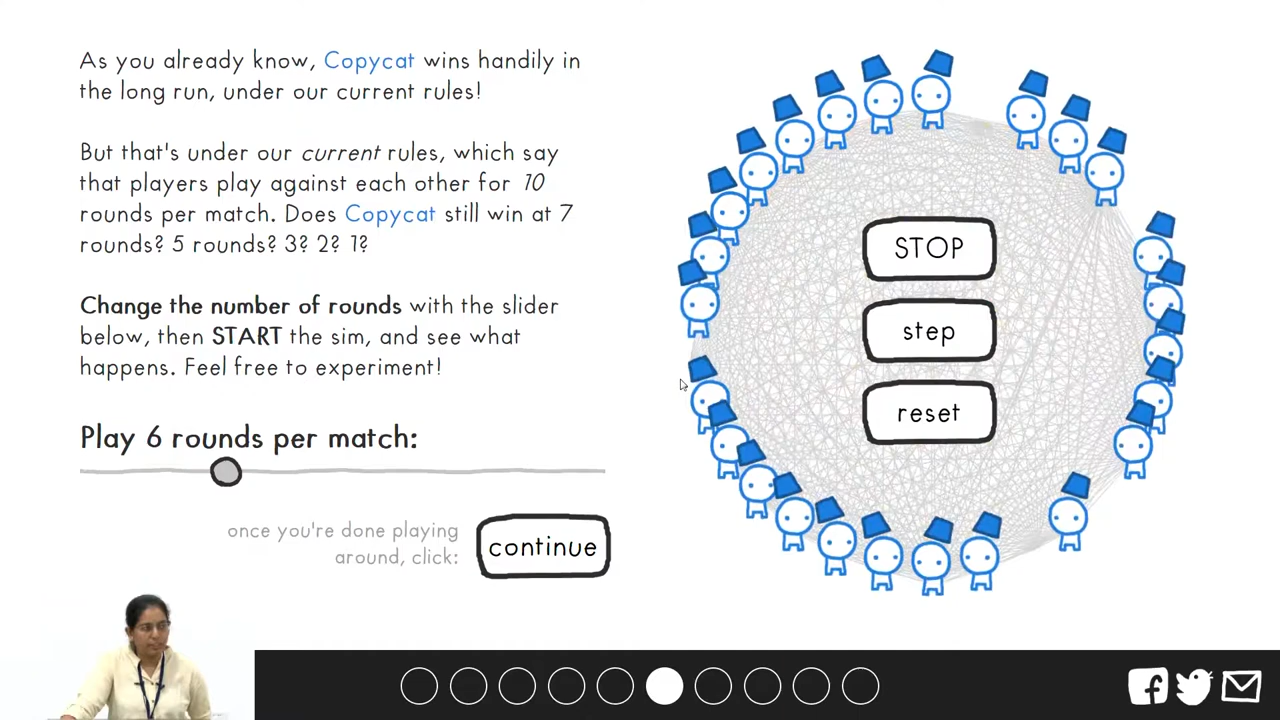 As you already know, Copycat wins handily in
the long run, under our current rules!
But that's under our current rules, which say
that players play against each other for 10
rounds per match. Does Copycat still win at 7
rounds? 5 rounds? 3? 2? 1?
Change the number of rounds with the slider
below, then START the sim, and see what
happens. Feel free to experiment!
Play 6 rounds per match:
once you're done playing
around, click:
continue
STOP
step
reset